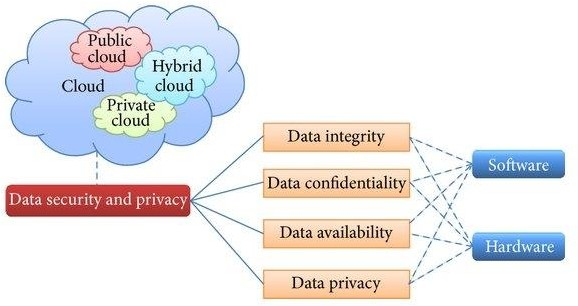 Public
cloud
Hybrid
cloud
Cloud
Private
cloud
Data security and privacy
Data integrity
Data confidentiality
Data availability
Data privacy
Software
Hardware